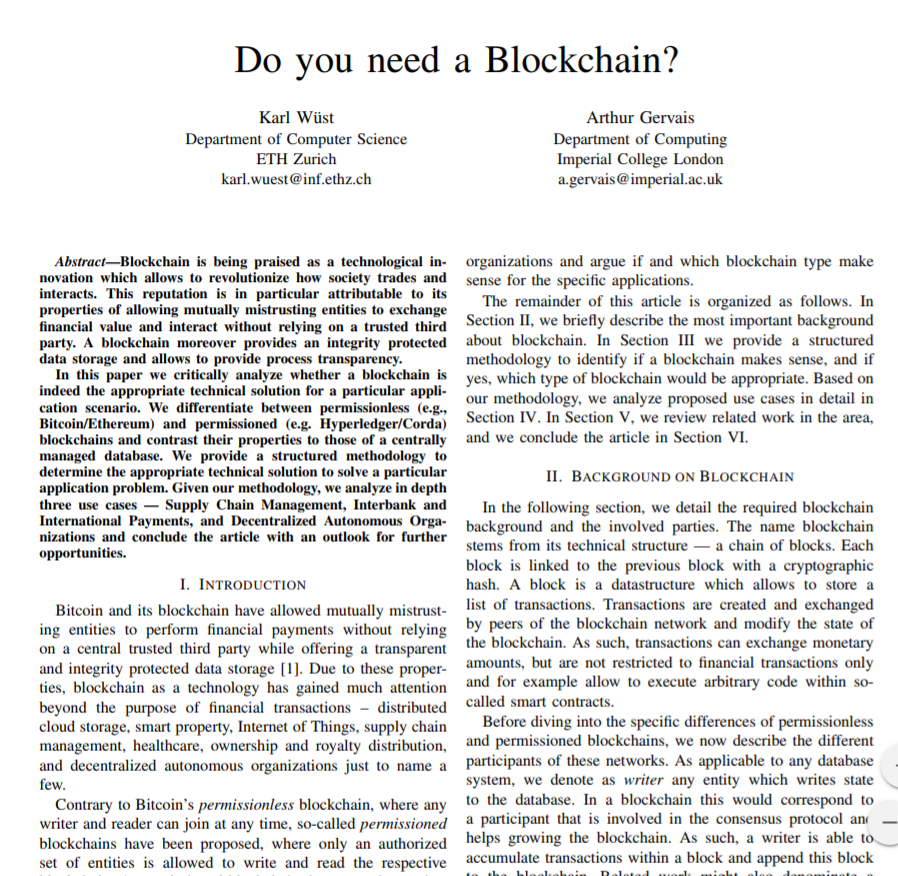 Do you need a Blockchain?
Karl Wüst
Department of Computer Science
ETH Zurich
karl.wuest@inf.ethz.ch
Arthur Gervais
Department of Computing
Imperial College London
a.gervais@imperial.ac.uk
Abstract—Blockchain is being praised as a technological in-
novation which allows to revolutionize how society trades and
interacts. This reputation is in particular attributable to its
properties of allowing mutually mistrusting entities to exchange
financial value and interact without relying on a trusted third
party. A blockchain moreover provides an integrity protected
data storage and allows to provide process transparency.
In this paper we critically analyze whether a blockchain is
indeed the appropriate technical solution for a particular appli-
cation scenario. We differentiate between permissionless (e.g.,
Bitcoin/Ethereum) and permissioned (e.g. Hyperledger/Corda)
blockchains and contrast their properties to those of a centrally
managed database. We provide a structured methodology to
determine the appropriate technical solution to solve a particular
application problem. Given our methodology, we analyze in depth
three use cases — Supply Chain Management, Interbank and
International Payments, and Decentralized Autonomous Orga-
nizations and conclude the article with an outlook for further
opportunities.
I. INTRODUCTION
Bitcoin and its blockchain have allowed mutually mistrust-
ing entities to perform financial payments without relying
on a central trusted third party while offering a transparent
and integrity protected data storage [1]. Due to these proper-
ties, blockchain as a technology has gained much attention
beyond the purpose of financial transactions – distributed
cloud storage, smart property, Internet of Things, supply chain
management, healthcare, ownership and royalty distribution,
and decentralized autonomous organizations just to name a
few.
Contrary to Bitcoin's permissionless blockchain, where any
writer and reader can join at any time, so-called permissioned
blockchains have been proposed, where only an authorized
set of entities is allowed to write and read the respective
organizations and argue if and which blockchain type make
sense for the specific applications.
The remainder of this article is organized as follows. In
Section II, we briefly describe the most important background
about blockchain. In Section III we provide a structured
methodology to identify if a blockchain makes sense, and if
yes, which type of blockchain would be appropriate. Based on
our methodology, we analyze proposed use cases in detail in
Section IV. In Section V, we review related work in the area,
and we conclude the article in Section VI.
II. BACKGROUND ON BLOCKCHAIN
In the following section, we detail the required blockchain
background and the involved parties. The name blockchain
stems from its technical structure — a chain of blocks. Each
block is linked to the previous block with a cryptographic
hash. A block is a datastructure which allows to store a
list of transactions. Transactions are created and exchanged
by peers of the blockchain network and modify the state of
the blockchain. As such, transactions can exchange monetary
amounts, but are not restricted to financial transactions only
and for example allow to execute arbitrary code within so-
called smart contracts.
Before diving into the specific differences of permissionless
and permissioned blockchains, we now describe the different
participants of these networks. As applicable to any database
system, we denote as writer any entity which writes state
to the database. In a blockchain this would correspond to
a participant that is involved in the consensus protocol and
helps growing the blockchain. As such, a writer is able to
accumulate transactions within a block and append this block